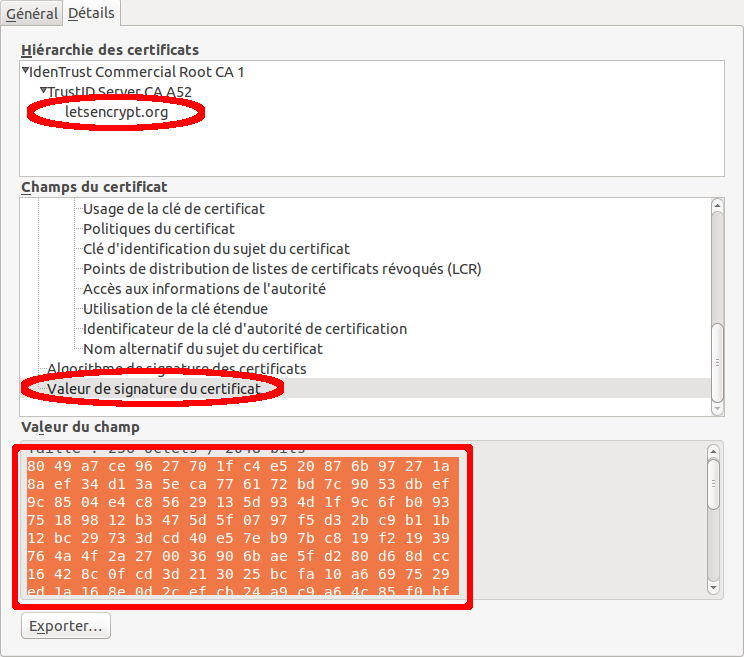 Général Détails
Hiérarchie des certificats
IdenTrust Commercial Root CA 1
TrustID Server CA A52
letsencrypt.org
Champs du certificat
Usage de la clé de certificat
Politiques du certificat
Clé d'identification du sujet du certificat
Points de distribution de listes de certificats révoqués (LCR)
Accès aux informations de l'autorité
Utilisation de la clé étendue
Identificateur de la clé d'autorité de certification
Nom alternatif du sujet du certificat
Algorithme de signature des certificats
Valeur de signature du certificat
Valeur du champ
Taille : 256 octets / 2048 bits
80 49 a7 ce 96 27 70 1f c4 e5 20 87 6b 97 27 1a
8a ef 34 d1 3a 5e ca 77 61 72 bd 7c 90 53 db ef
9c 85 04 e4 c8 56 29 13 5d 93 4d 1f 9c 6f b0 93
75 18 98 12 b3 47 5d 5f 07 97 f5 d3 2b c9 b1 1b
12 bc 29 73 3d cd 40 e5 7e b9 7b c8 19 f2 19 39
76 4a 4f 2a 27 00 36 90 6b ae 5f d2 80 d6 8d cc
16 42 8c 0f cd 3d 21 30 25 bc fa 10 a6 69 75 29
ed 1a 16 8e 0d 2c ef cb 24 a9 c9 a6 4c 85 f0 bf
Exporter...